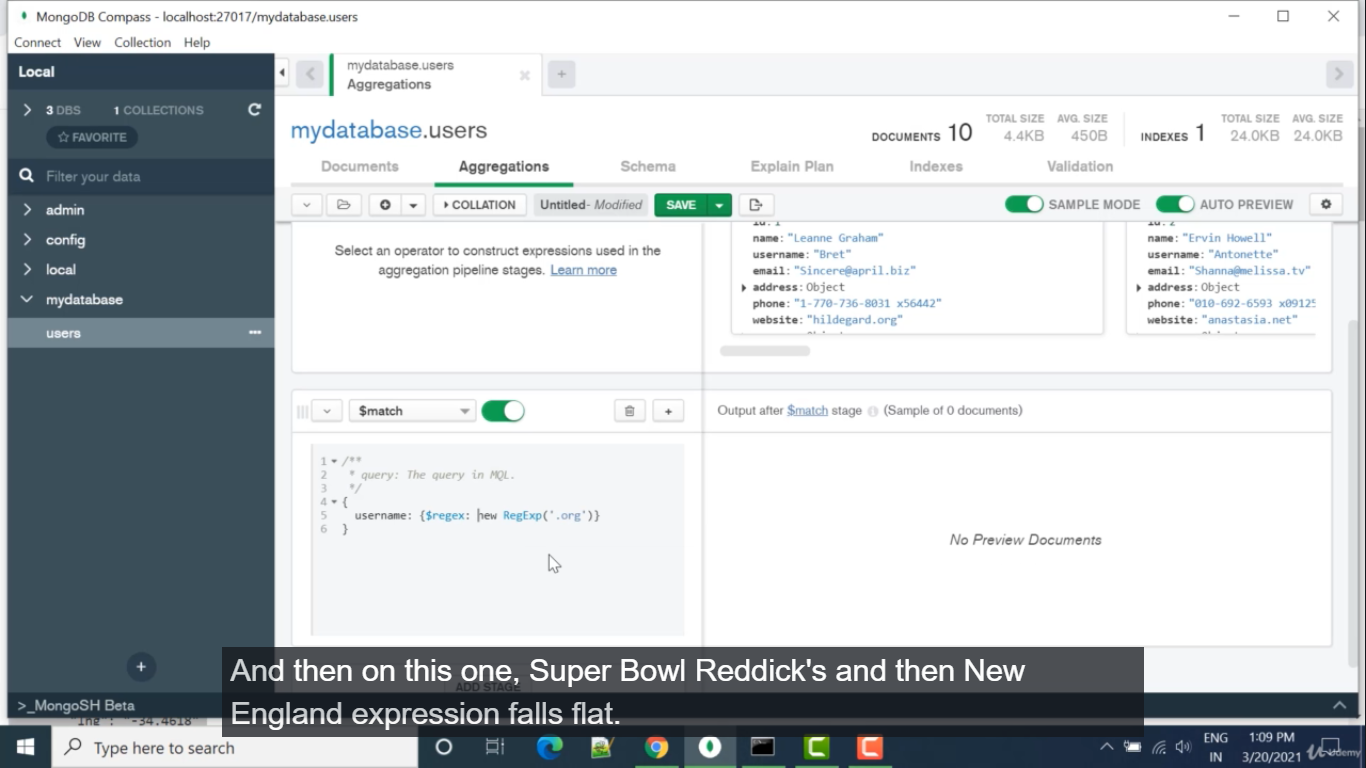 MongoDB Compass - localhost:27017/mydatabase.users
Connect View Collection Help
Local
3 DBS 1 COLLECTIONS
FAVORITE
Filter your data
admin
config
local
mydatabase
users
>_MongoSH Beta
mydatabase.users
Aggregations
mydatabase.users
DOCUMENTS 10
TOTAL SIZE
4.4KB
AVG. SIZE
450B
INDEXES 1
TOTAL SIZE
24.0KB
AVG. SIZE
24.0KB
Documents Aggregations Schema Explain Plan Indexes Validation
COLLATION Untitled- Modified SAVE SAMPLE MODE AUTO PREVIEW
Select an operator to construct expressions used in the
aggregation pipeline stages. Learn more
id: 1
name: "Leanne Graham"
username: "Bret"
email: "Sincere@april.biz"
address: Object
phone: "1-770-736-8031 x56442"
website: "hildegard.org"
id: 2
name: "Ervin Howell"
username: "Antonette"
email: "Shanna@melissa.tv"
address: Object
phone: "010-692-6593 x09125
website: "anastasia.net"
$match
Output after $match stage (Sample of 0 documents)
1 /**
2 * query: The query in MQL.
3 */
4 {
5 username: {$regex: new RegExp('.org')}
6 }
No Preview Documents
ADD STAGE
And then on this one, Super Bowl Reddick's and then New
England expression falls flat.
"lng" : "-34.4618"
Type here to search
ENG
IN
1:09 PM
3/20/2021
Udemy